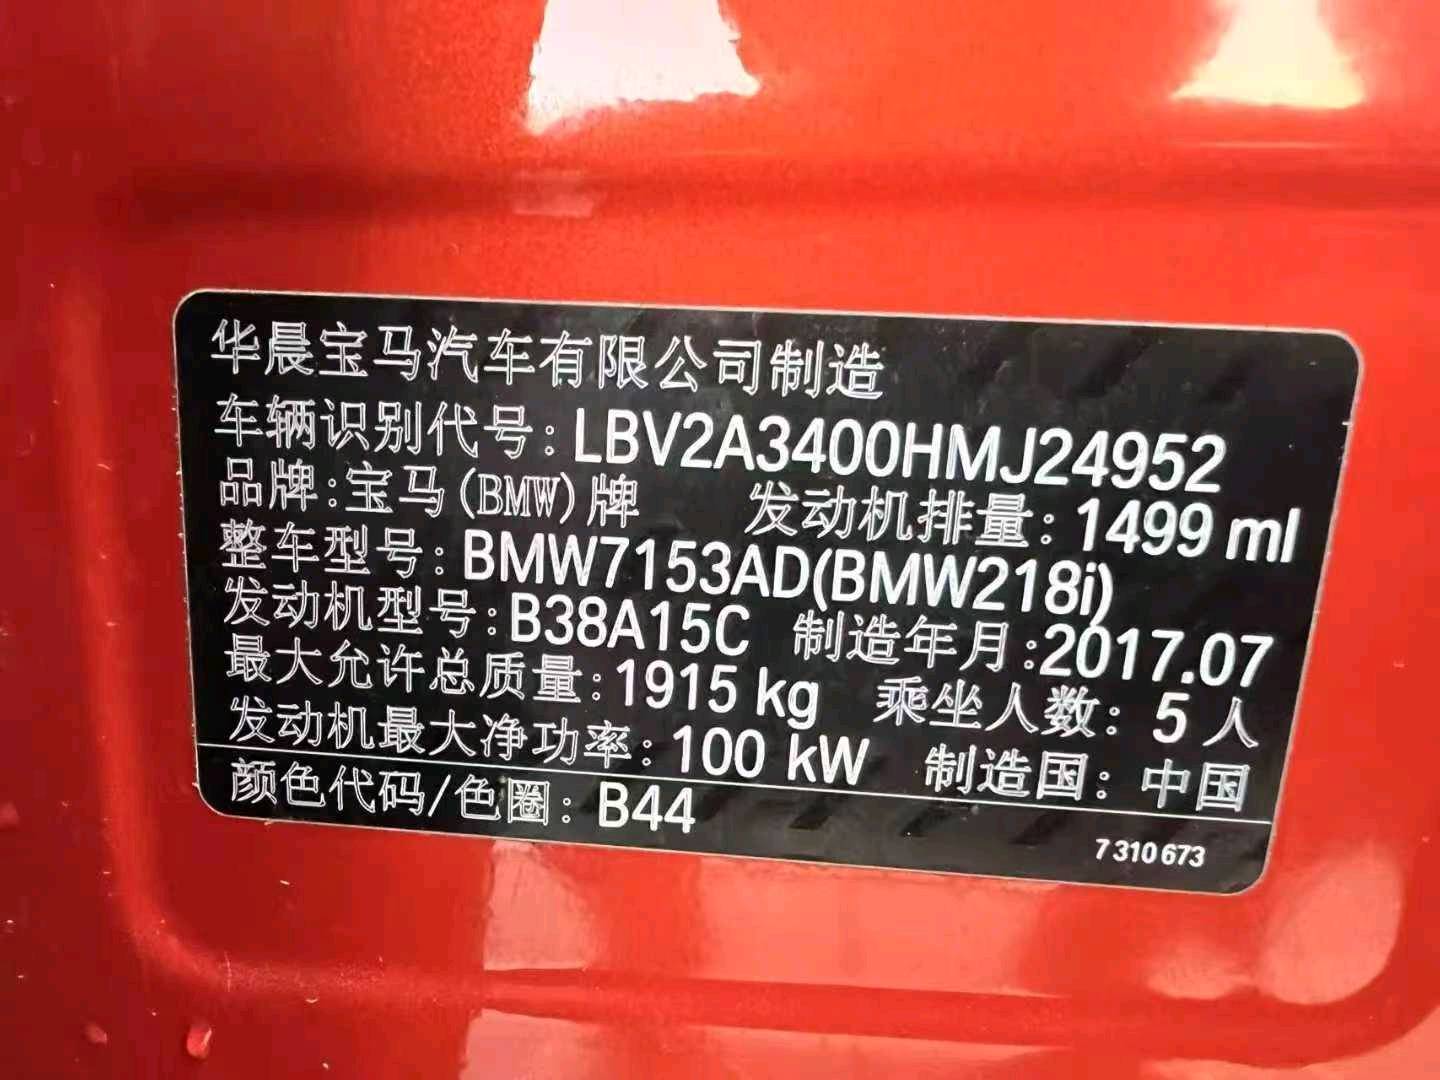 华晨宝马汽车有限公司制造
车辆识别代号: LBV2A3400HMJ24952
品牌:宝马(BMW)牌 发动机排量: 1499 ml
整车型号: BMW7153AD(BMW218i)
发动机型号: B38A15C 制造年月:2017.07
最大允许总质量: 1915 kg 乘坐人数: 5 人
发动机最大净功率: 100 kW 制造国: 中国
颜色代码/色圈: B44
7 310 673